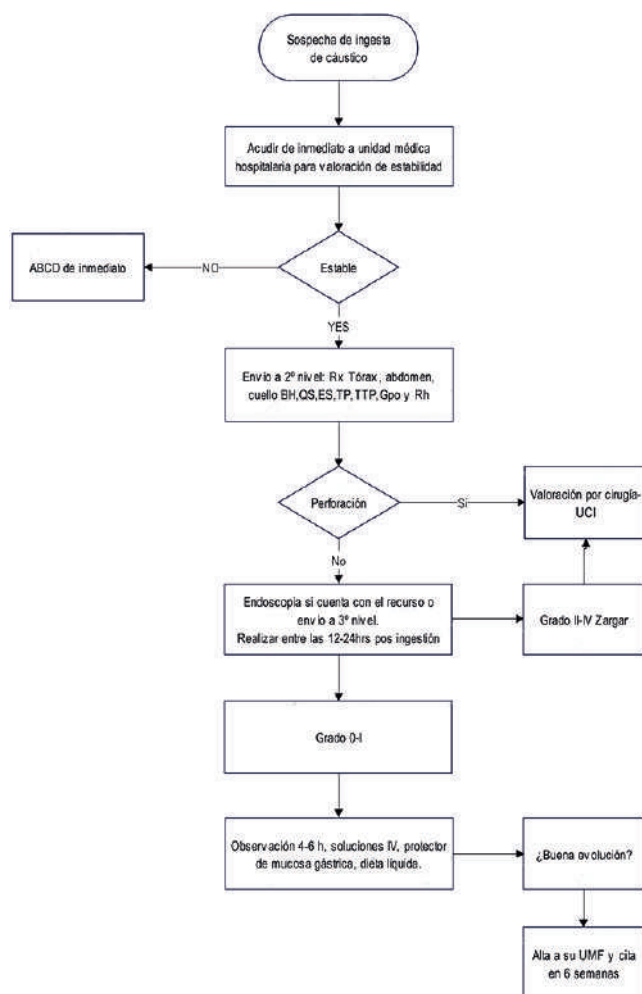 Sospecha de ingesta
de cáustico
Acudir de inmediato a unidad médica
hospitalaria para valoración de estabilidad
Estable
NO
ABCD de inmediato
YES
Envío a 2º nivel: Rx Tórax, abdomen,
cuello BH,QS,ES,TP,TTP,Gpo y Rh
Perforación
Si
Valoración por cirugía-
UCI
No
Endoscopia si cuenta con el recurso o
envío a 3º nivel.
Realizar entre las 12-24hrs pos ingestión
Grado II-IV Zargar
Grado 0-I
Observación 4-6 h, soluciones IV, protector
de mucosa gástrica, dieta líquida.
¿Buena evolución?
Alta a su UMF y cita
en 6 semanas